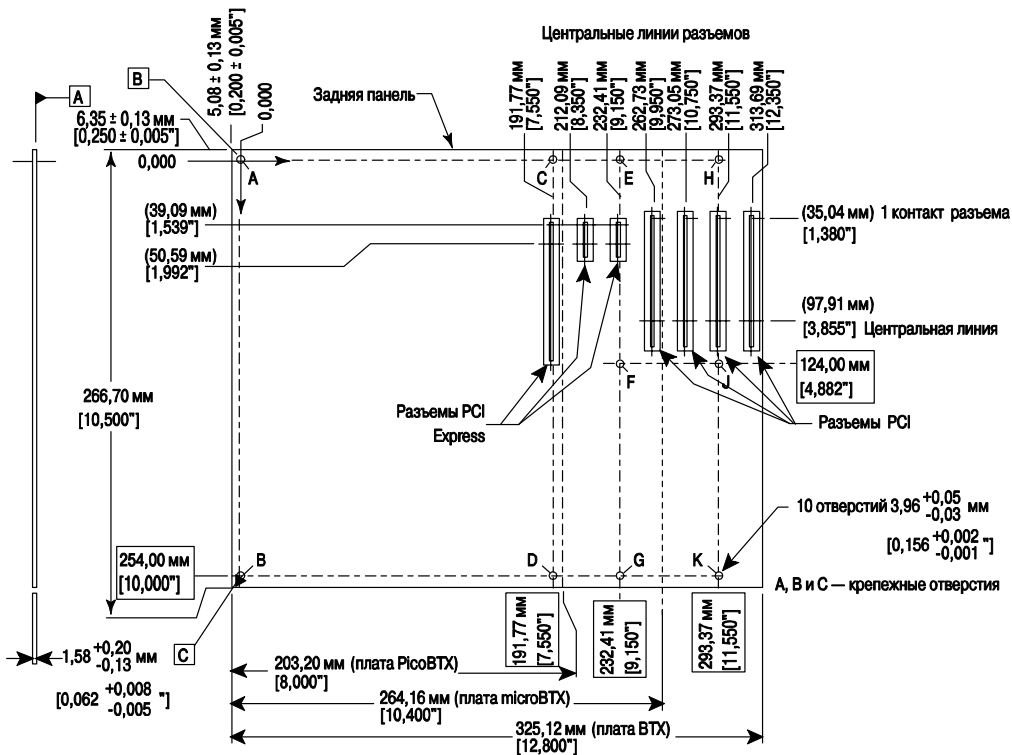 Центральные линии разъемов
B
A
5,08 ± 0,13 мм
[0,200 ± 0,005"]
0,000
6,35 ± 0,13 мм
[0,250 ± 0,005"]
0,000
Задняя панель
191,77 мм
[7,550"]
212,09 мм
[8,350"]
232,41 мм
[9,150"]
262,73 мм
[9,950"]
273,05 мм
[10,750"]
293,37 мм
[11,550"]
313,69 мм
[12,350"]
A
C
E
H
(39,09 мм)
[1,539"]
(50,59 мм)
[1,992"]
(35,04 мм) 1 контакт разъема
[1,380"]
(97,91 мм)
[3,855"] Центральная линия
F
J
124,00 мм
[4,882"]
266,70 мм
[10,500"]
Разъемы PCI
Express
Разъемы PCI
10 отверстий 3,96 +0,05 -0,03 мм
[0,156 +0,002 -0,001 "]
254,00 мм
[10,000"]
B
D
G
K
А, В и С — крепежные отверстия
191,77 мм
[7,550"]
232,41 мм
[9,150"]
293,37 мм
[11,550"]
1,58 +0,20 -0,13 мм
[0,062 +0,008 -0,005 "]
C
203,20 мм (плата PicoBTX)
[8,000"]
264,16 мм (плата microBTX)
[10,400"]
325,12 мм (плата BTX)
[12,800"]